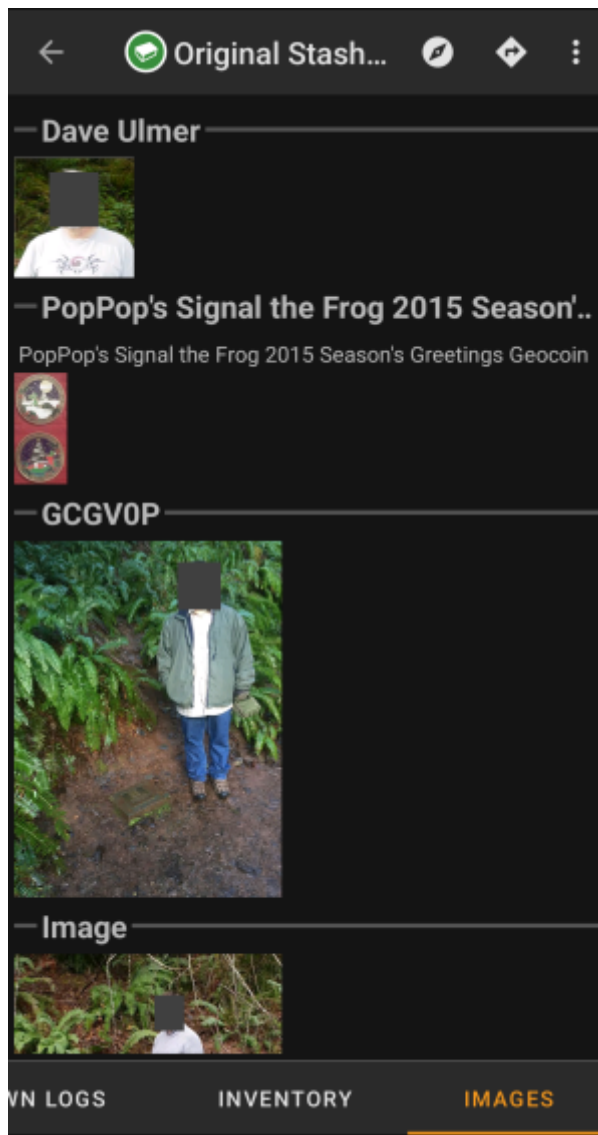 Original Stash...
Dave Ulmer
PopPop's Signal the Frog 2015 Season'..
PopPop's Signal the Frog 2015 Season's Greetings Geocoin
GCGV0P
Image
WN LOGS
INVENTORY
IMAGES